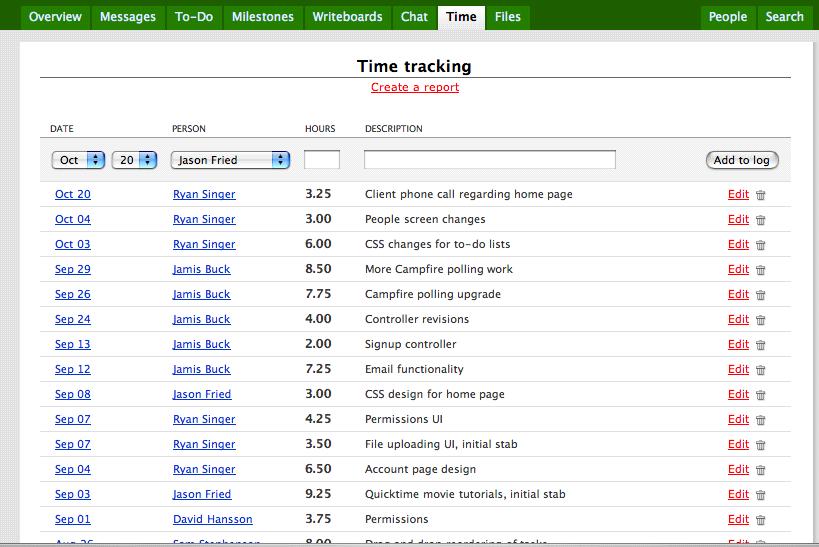 Overview Messages To-Do Milestones Writeboards Chat Time Files People Search
Time tracking
Create a report
DATE PERSON HOURS DESCRIPTION
Oct 20 Jason Fried Add to log
Oct 20 Ryan Singer 3.25 Client phone call regarding home page Edit
Oct 04 Ryan Singer 3.00 People screen changes Edit
Oct 03 Ryan Singer 6.00 CSS changes for to-do lists Edit
Sep 29 Jamis Buck 8.50 More Campfire polling work Edit
Sep 26 Jamis Buck 7.75 Campfire polling upgrade Edit
Sep 24 Jamis Buck 4.00 Controller revisions Edit
Sep 13 Jamis Buck 2.00 Signup controller Edit
Sep 12 Jamis Buck 7.25 Email functionality Edit
Sep 08 Jason Fried 3.00 CSS design for home page Edit
Sep 07 Ryan Singer 4.25 Permissions UI Edit
Sep 07 Ryan Singer 3.50 File uploading UI, initial stab Edit
Sep 04 Ryan Singer 6.50 Account page design Edit
Sep 03 Jason Fried 9.25 Quicktime movie tutorials, initial stab Edit
Sep 01 David Hansson 3.75 Permissions Edit